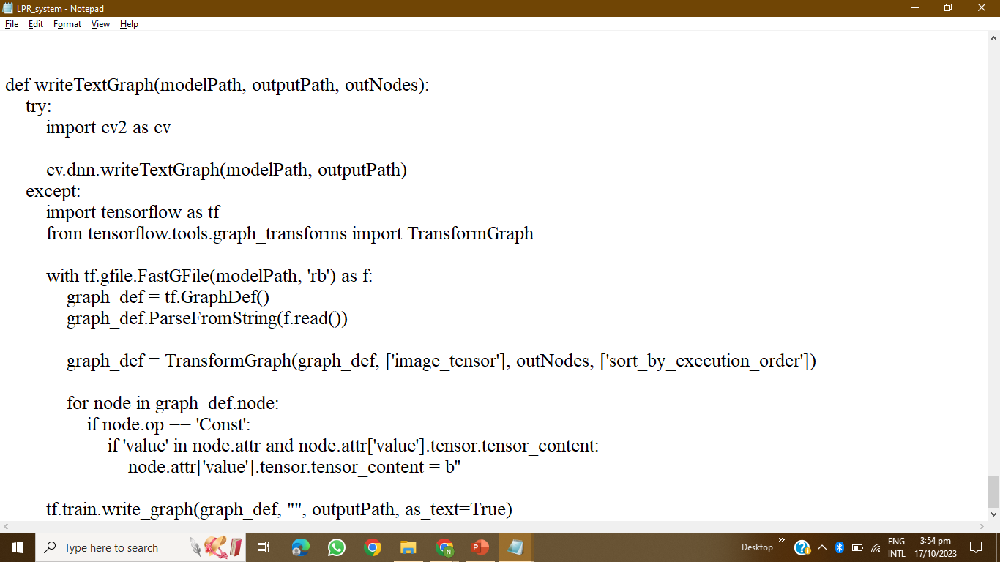 LPR_system - Notepad
File Edit Format View Help
def writeTextGraph(modelPath, outputPath, outNodes):
    try:
        import cv2 as cv

        cv.dnn.writeTextGraph(modelPath, outputPath)
    except:
        import tensorflow as tf
        from tensorflow.tools.graph_transforms import TransformGraph

        with tf.gfile.FastGFile(modelPath, 'rb') as f:
            graph_def = tf.GraphDef()
            graph_def.ParseFromString(f.read())

            graph_def = TransformGraph(graph_def, ['image_tensor'], outNodes, ['sort_by_execution_order'])

            for node in graph_def.node:
                if node.op == 'Const':
                    if 'value' in node.attr and node.attr['value'].tensor.tensor_content:
                        node.attr['value'].tensor.tensor_content = b''

        tf.train.write_graph(graph_def, "", outputPath, as_text=True)
Type here to search
Desktop
ENG
INTL
3:54 pm
17/10/2023